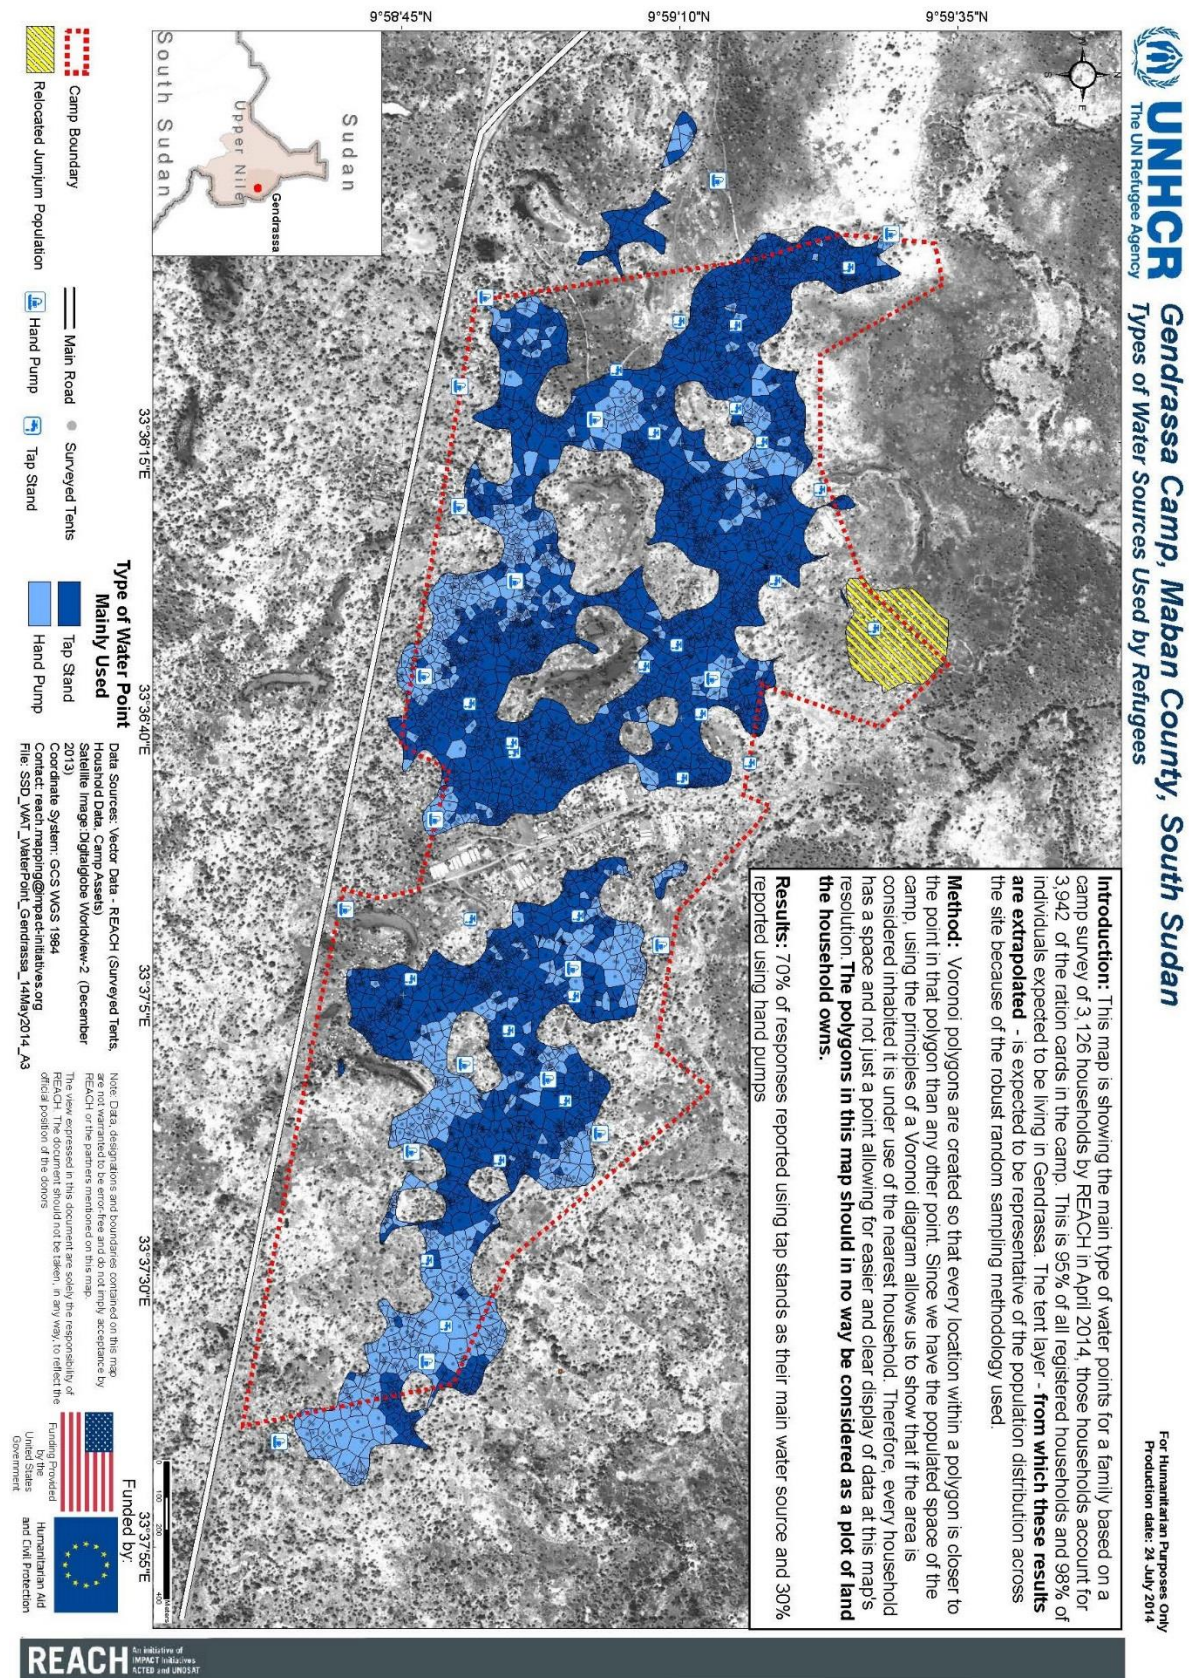 UNHCR
The UN Refugee Agency
Gendrassa Camp, Maban County, South Sudan
Types of Water Sources Used by Refugees
For Humanitarian Purposes Only
Production date: 24 July 2014
Introduction: This map is showing the main type of water points for a family based on a
camp survey of 3,126 households by REACH in April 2014, those households account for
3,942 of the ration cards in the camp. This is 95% of all registered households and 98% of
individuals expected to be living in Gendrassa. The tent layer - from which these results
are extrapolated - is expected to be representative of the population distribution across
the site because of the robust random sampling methodology used.
Method: Voronoi polygons are created so that every location within a polygon is closer to
the point in that polygon than any other point. Since we have the populated space of the
camp, using the principles of a Voronoi diagram allows us to show that if the area is
considered inhabited it is under use of the nearest household. Therefore, every household
has a space and not just a point allowing for easier and clear display of data at this map's
resolution. The polygons in this map should in no way be considered as a plot of land
the household owns.
Results: 70% of responses reported using tap stands as their main water source and 30%
reported using hand pumps
9°59'35"N
9°59'10"N
9°58'45"N
N
E
S
Sudan
Upper Nile
Gendrassa
South Sudan
33°36'15"E
33°36'40"E
33°37'5"E
33°37'30"E
33°37'55"E
0 100 200 400
Meters
Camp Boundary
Relocated Jumjum Population
Main Road
Surveyed Tents
Hand Pump
Tap Stand
Type of Water Point
Mainly Used
Tap Stand
Hand Pump
Data Sources: Vector Data - REACH (Surveyed Tents,
Houshold Data, Camp Assets)
Satellite Image:Digitalglobe Worldview-2 (December
2013)
Coordinate System: GCS WGS 1984
Contact: reach.mapping@impact-initiatives.org
File: SSD_WAT_WaterPoint_Gendrassa_14May2014_A3
Note: Data, designations and boundaries contained on this map
are not warranted to be error-free and do not imply acceptance by
REACH or the partners mentioned on this map.
The view expressed in this document are solely the responsibility of
REACH. The document should not be taken, in any way, to reflect the
official position of the donors
Funded by:
Funding Provided
by the
United States
Government
Humanitarian Aid
and Civil Protection
REACH
An initiative of
IMPACT Initiatives
ACTED and UNOSAT